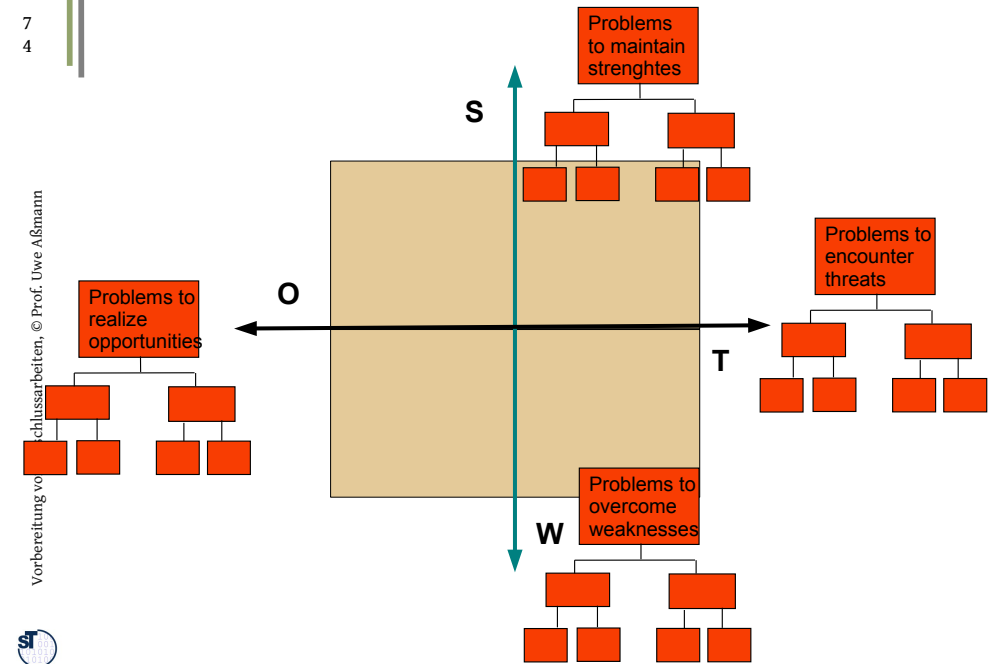 7
4
Problems
to maintain
strenghtes
S
Problems to
encounter
threats
O
Problems to
realize
opportunities
T
Problems to
overcome
weaknesses
W
Vorbereitung vo schlussarbeiten, © Prof. Uwe Aßmann
ST